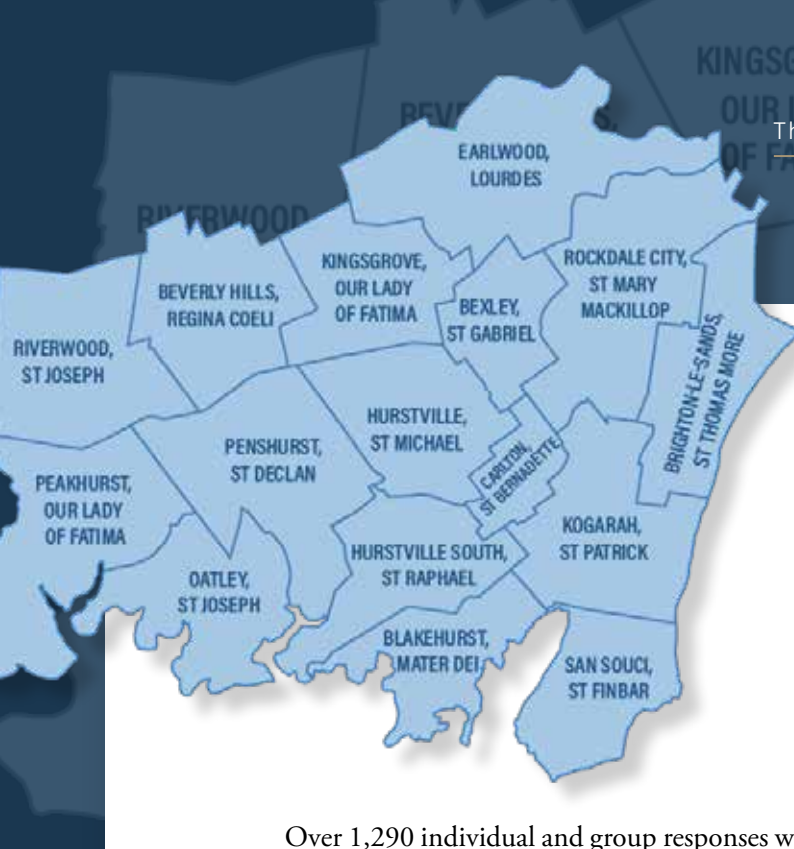 KINGSG
OUR L
OF FA
BEVE
S,
RIVERWOOD
Th
EARLWOOD,
LOURDES
KINGSGROVE,
OUR LADY
OF FATIMA
ROCKDALE CITY,
ST MARY
MACKILLOP
BEVERLY HILLS,
REGINA COELI
BEXLEY,
ST GABRIEL
RIVERWOOD,
ST JOSEPH
BRIGHTON-LE-SANDS,
ST THOMAS MORE
HURSTVILLE,
ST MICHAEL
PENSHURST,
ST DECLAN
CARLTON,
ST BERNADETTE
PEAKHURST,
OUR LADY
OF FATIMA
KOGARAH,
ST PATRICK
HURSTVILLE SOUTH,
ST RAPHAEL
OATLEY,
ST JOSEPH
BLAKEHURST,
MATER DEI
SAN SOUCI,
ST FINBAR
Over 1,290 individual and group responses w